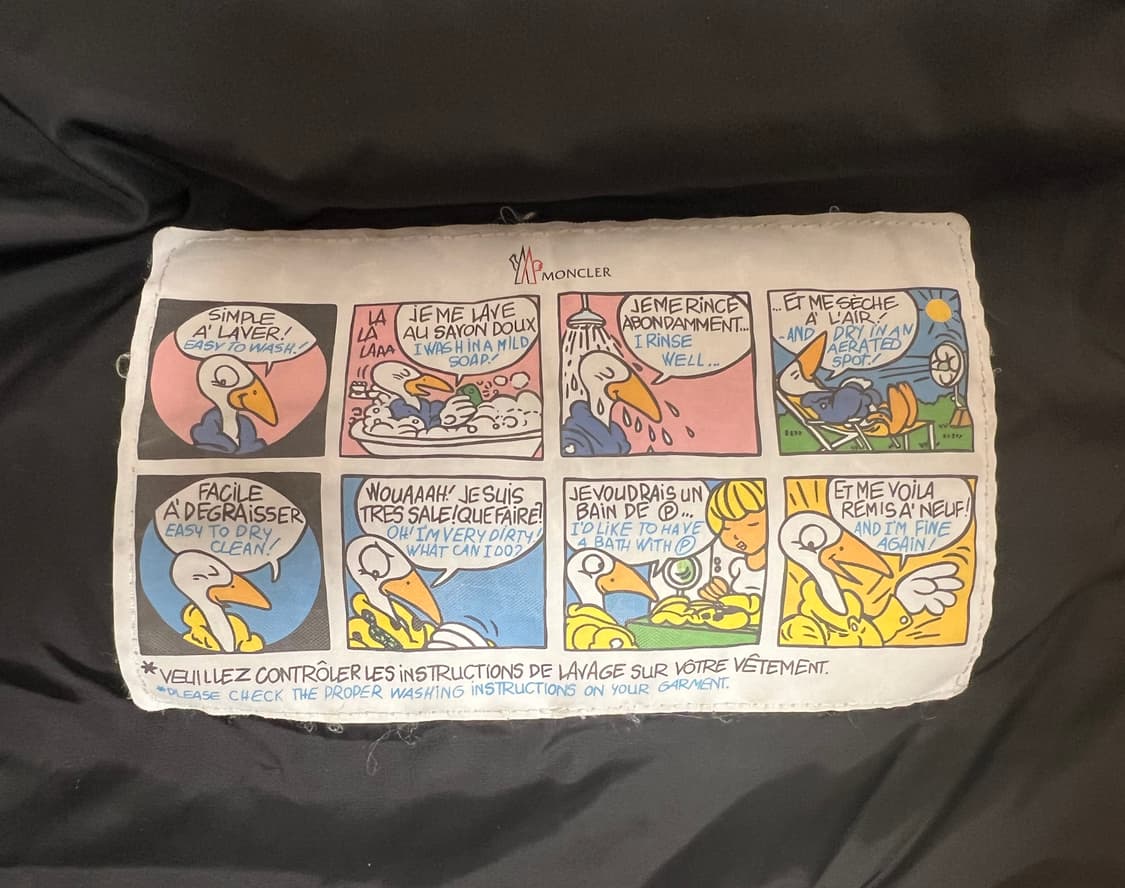 MONCLER
SIMPLE
A' LAVER!
EASY TO WASH!
LA
LA
LAAA
JE ME LAVE
AU SAYON DOUX
I WASH IN A MILD
SOAP!
JE ME RINCE
ABONDAMMENT...
I RINSE
WELL...
...ET ME SÈCHE
A' L'AIR!
-AND DRY IN AN
AERATED
SPOT!
FACILE
A' DEGRAISSER
EASY TO DRY
CLEAN!
WOUAAAH! JE SUIS
TRES SALE! QUE FAIRE?
OH! I'M VERY DIRTY!
WHAT CAN I DO?
JE VOUDRAIS UN
BAIN DE Ⓟ...
I'D LIKE TO HAVE
A BATH WITH Ⓟ
ET ME VOILA
REMIS A' NEUF!
AND I'M FINE
AGAIN!
*VEUILLEZ CONTRÔLER LES INSTRUCTIONS DE LAVAGE SUR VÔTRE VÊTEMENT.
*PLEASE CHECK THE PROPER WASHING INSTRUCTIONS ON YOUR GARMENT.